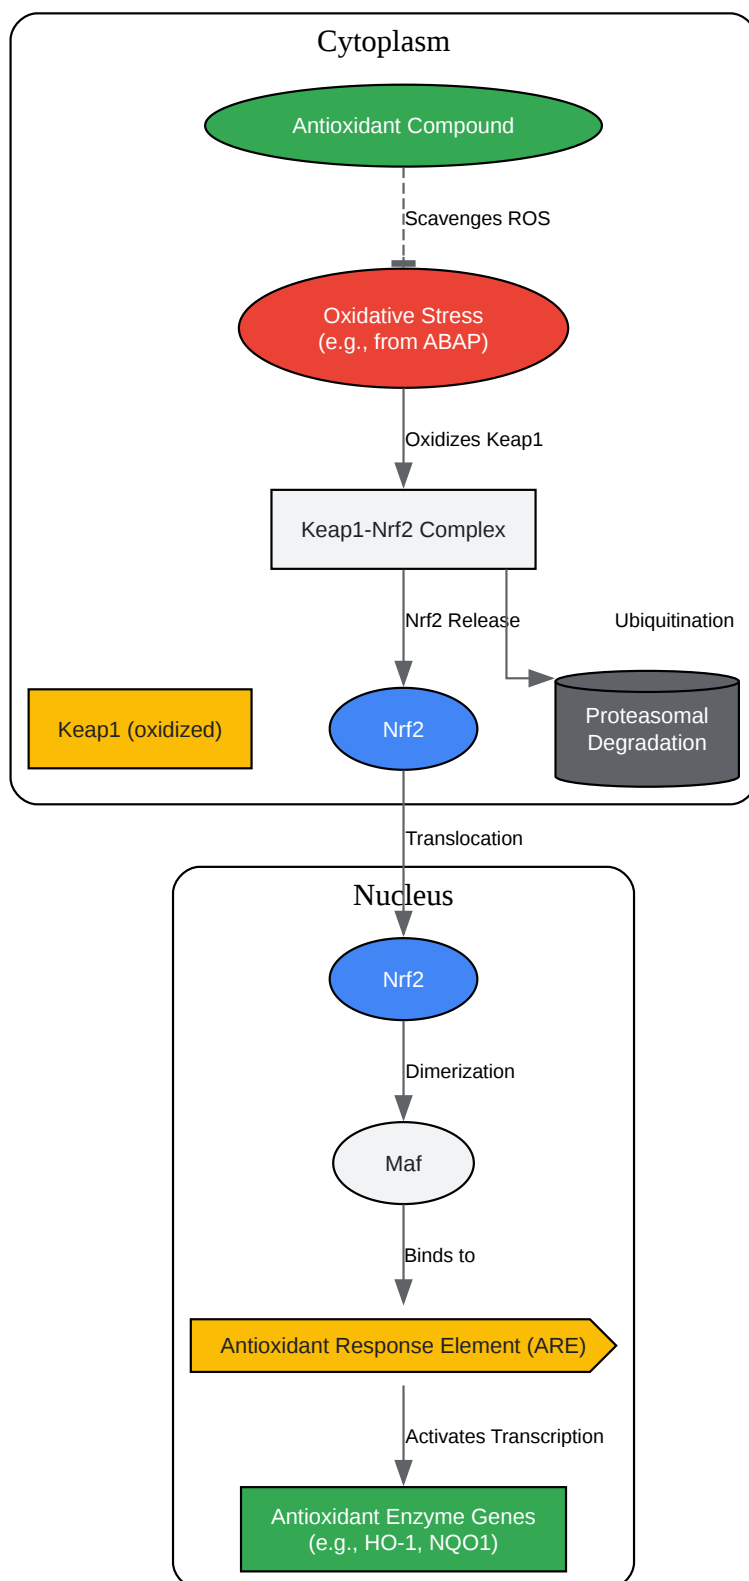 Cytoplasm
Antioxidant Compound
Scavenges ROS
Oxidative Stress
(e.g., from ABAP)
Oxidizes Keap1
Keap1-Nrf2 Complex
Nrf2 Release
Ubiquitination
Keap1 (oxidized)
Nrf2
Proteasomal
Degradation
Translocation
Nucleus
Nrf2
Dimerization
Maf
Binds to
Antioxidant Response Element (ARE)
Activates Transcription
Antioxidant Enzyme Genes
(e.g., HO-1, NQO1)